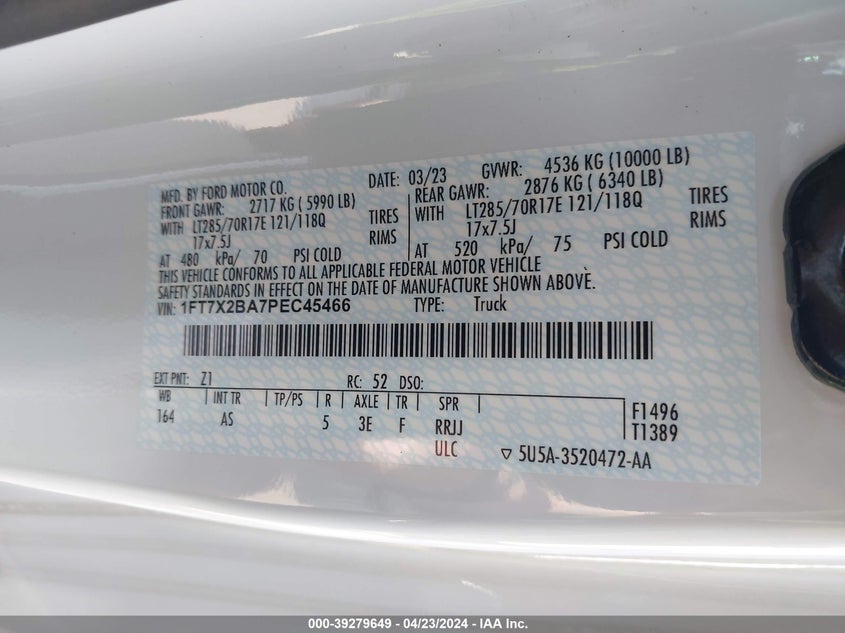 MFD. BY FORD MOTOR CO. DATE: 03/23 GVWR: 4536 KG (10000 LB)
FRONT GAWR: 2717 KG ( 5990 LB) REAR GAWR: 2876 KG ( 6340 LB)
WITH LT285/70R17E 121/118Q TIRES WITH LT285/70R17E 121/118Q TIRES
17x7.5J RIMS 17x7.5J RIMS
AT 480 kPa/ 70 PSI COLD AT 520 kPa/ 75 PSI COLD
THIS VEHICLE CONFORMS TO ALL APPLICABLE FEDERAL MOTOR VEHICLE
SAFETY STANDARDS IN EFFECT ON THE DATE OF MANUFACTURE SHOWN ABOVE.
VIN: 1FT7X2BA7PEC45466 TYPE: Truck
EXT PNT: Z1 RC: 52 DSO:
WB INT TR TP/PS R AXLE TR SPR F1496
164 AS 5 3E F RRJJ T1389
ULC ▽ 5U5A-3520472-AA
000-39279649 - 04/23/2024 - IAA